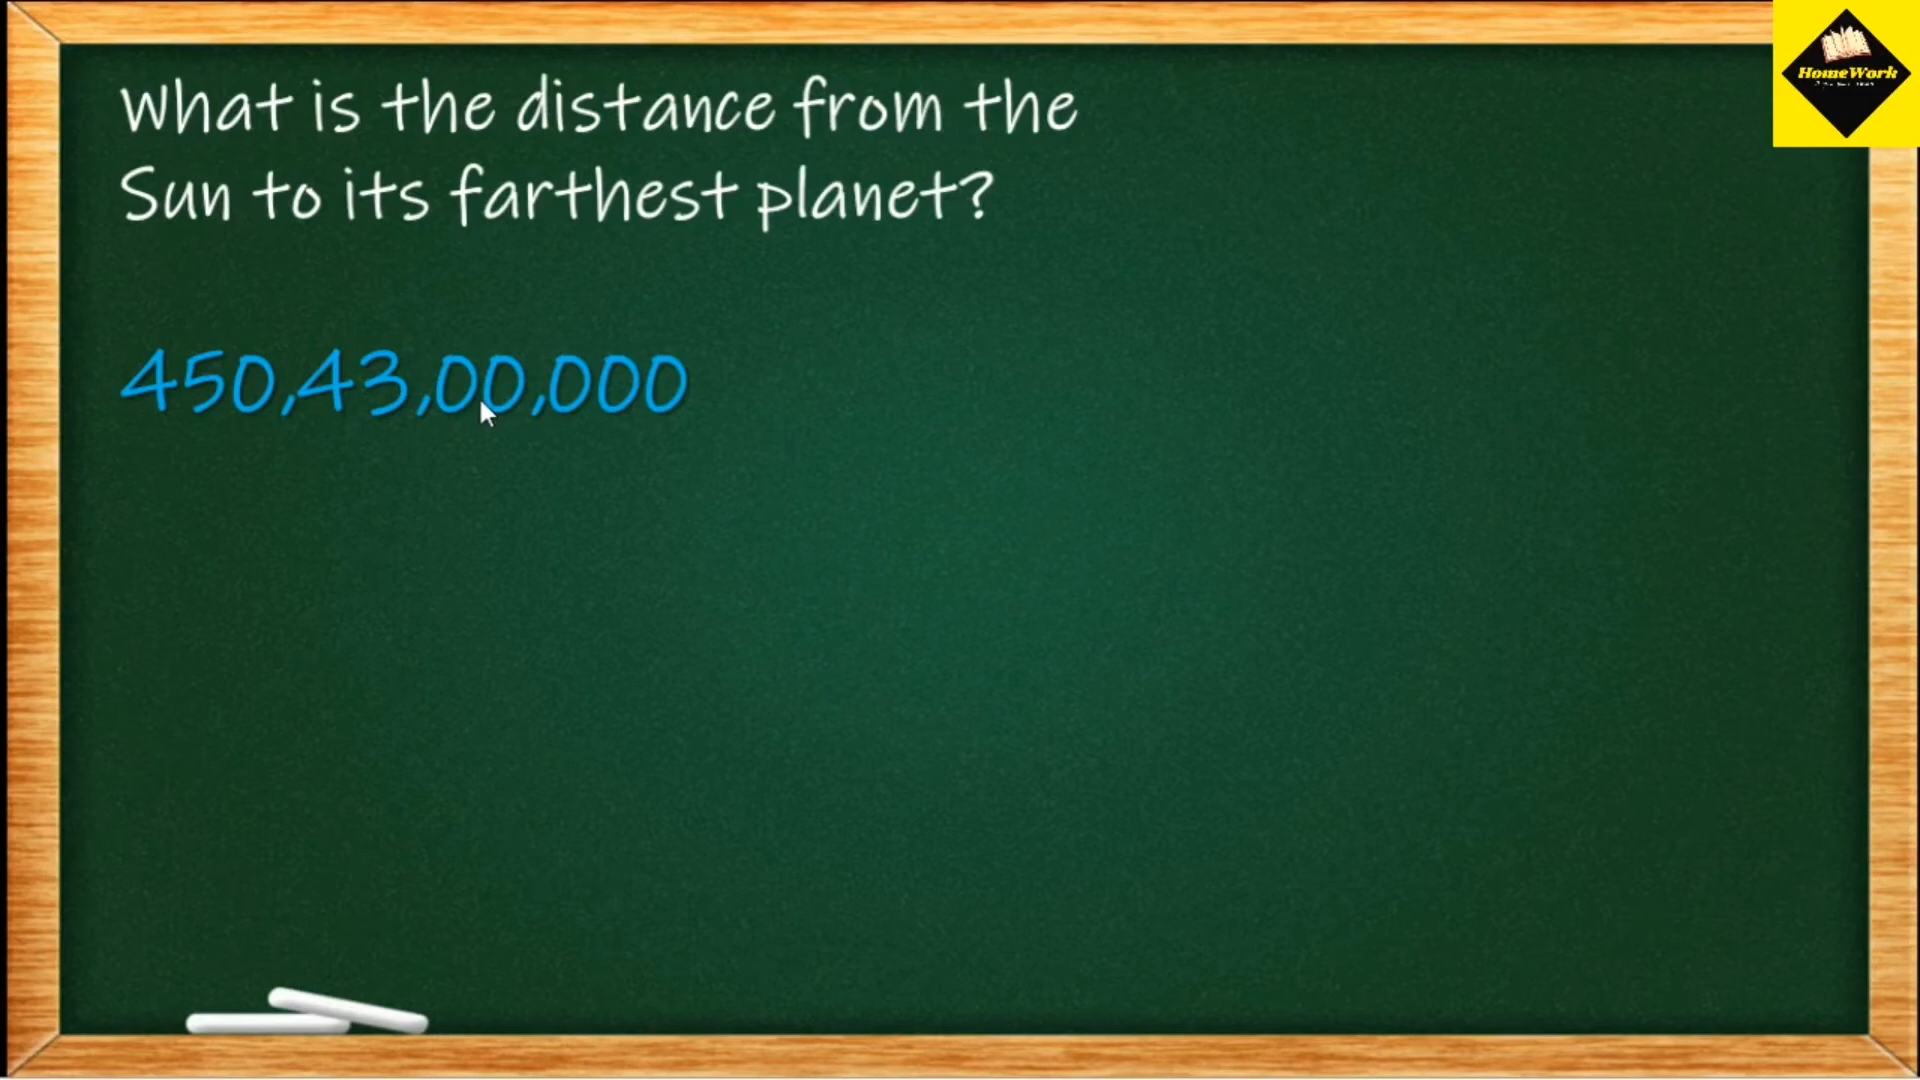 What is the distance from the
Sun to its farthest planet?
450,43,00,000
HomeWork